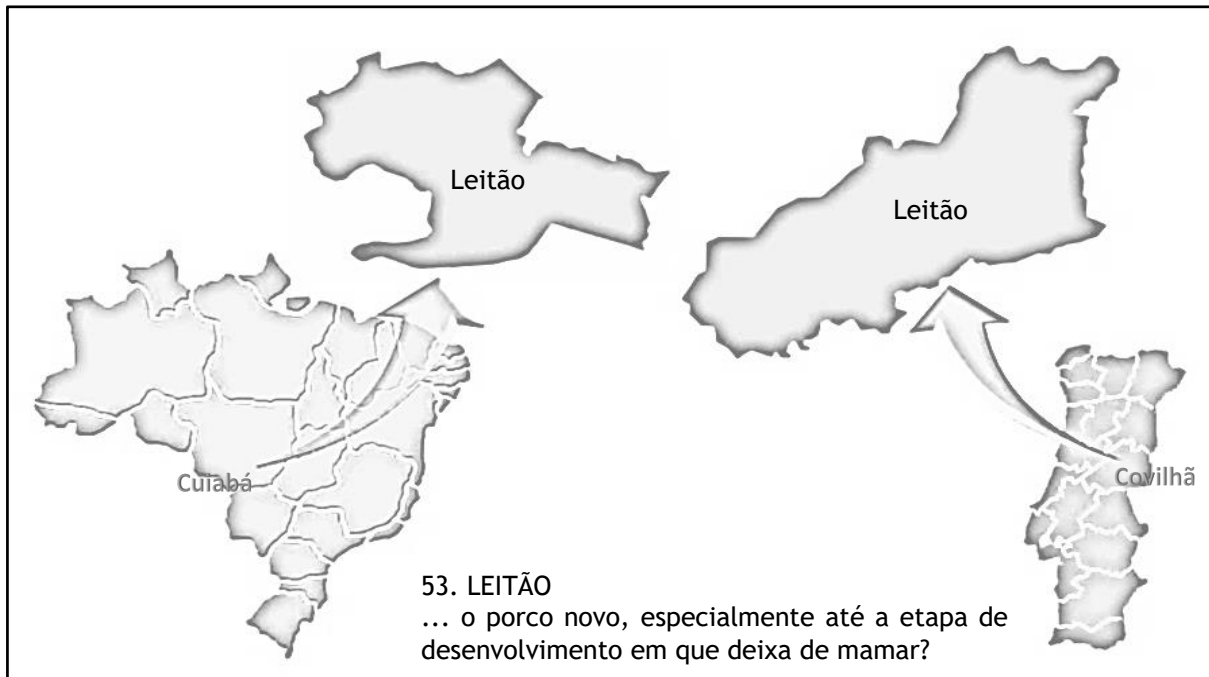 Leitão
Leitão
Cuiabá
Covilhã
53. LEITÃO
... o porco novo, especialmente até a etapa de
desenvolvimento em que deixa de mamar?